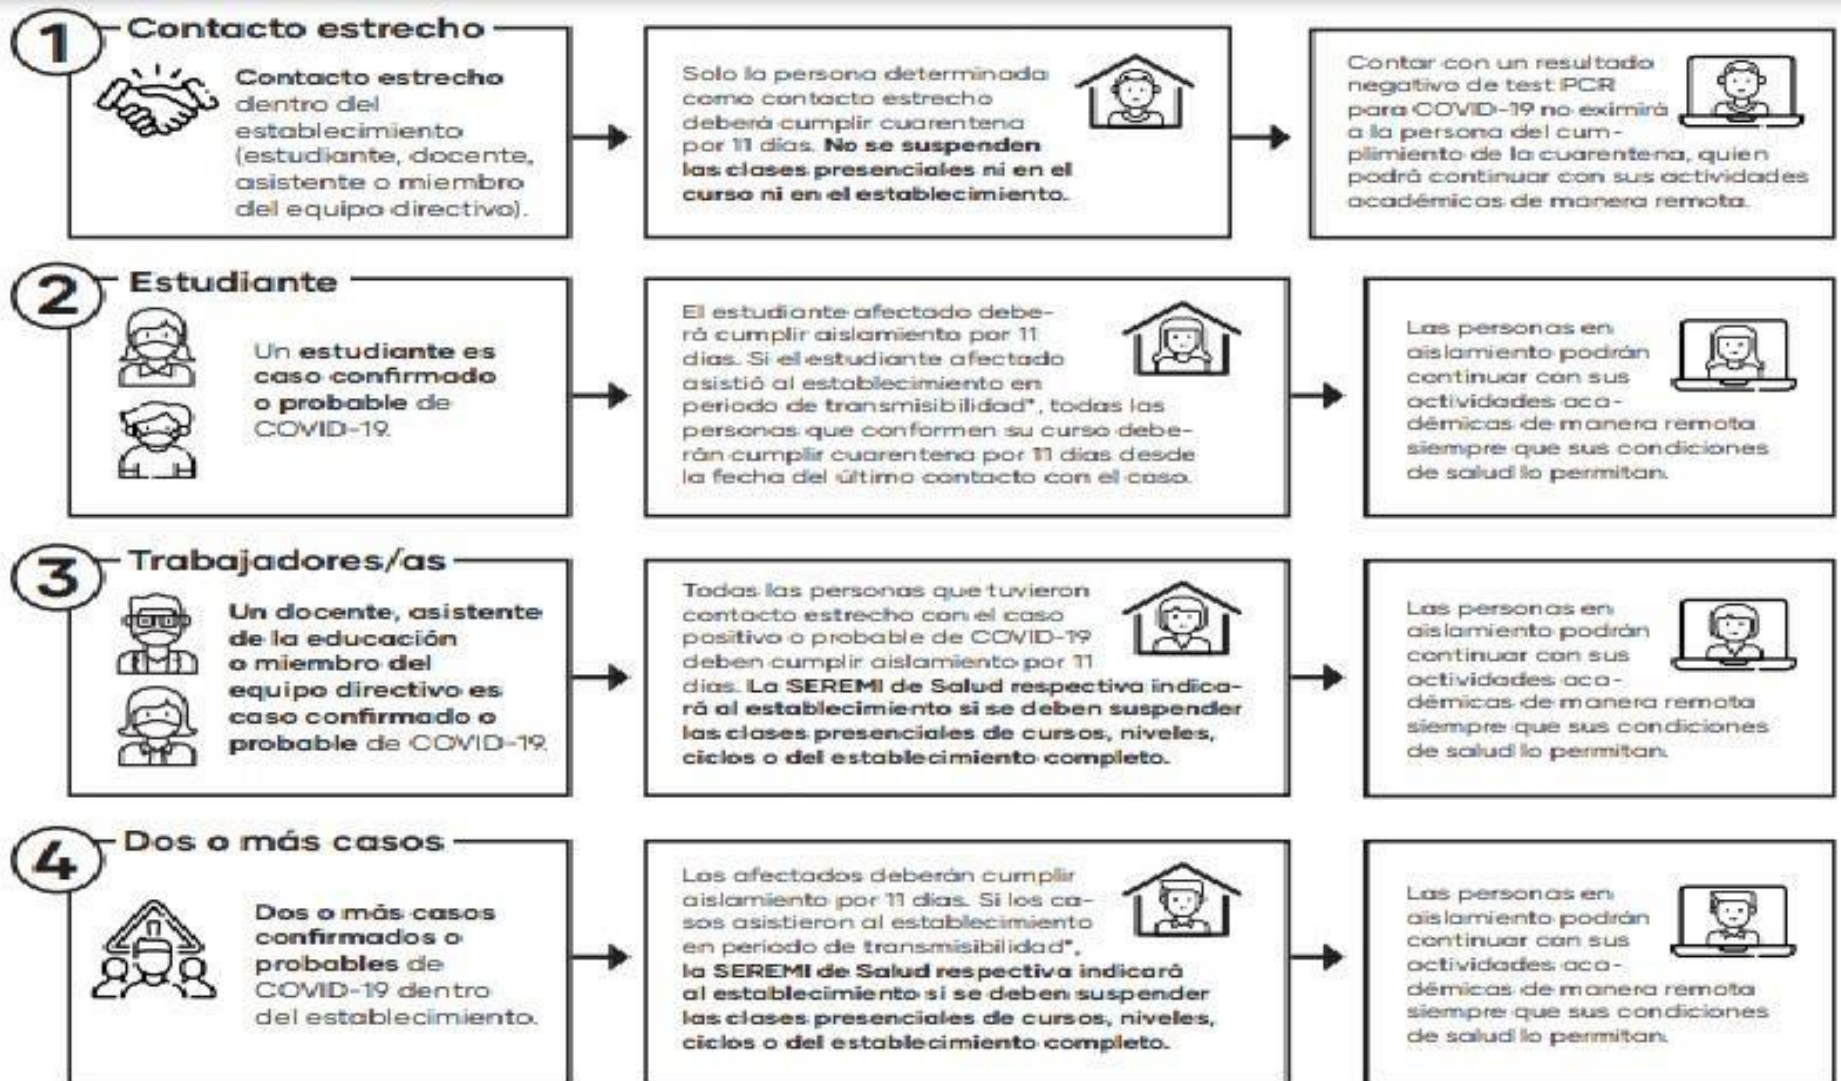 1
Contacto estrecho
Contacto estrecho
dentro del
establecimiento
(estudiante, docente,
asistente o miembro
del equipo directivo).
Solo la persona determinada
como contacto estrecho
deberá cumplir cuarentena
por 11 días. No se suspenden
las clases presenciales ni en el
curso ni en el establecimiento.
Contar con un resultado
negativo de test PCR
para COVID-19 no eximirá
a la persona del cum-
plimiento de la cuarentena, quien
podrá continuar con sus actividades
académicas de manera remota.
2
Estudiante
Un estudiante es
caso confirmado
o probable de
COVID-19.
El estudiante afectado debe-
rá cumplir aislamiento por 11
días. Si el estudiante afectado
asistió al establecimiento en
periodo de transmisibilidad*, todas las
personas que conformen su curso debe-
rán cumplir cuarentena por 11 días desde
la fecha del último contacto con el caso.
Las personas en
aislamiento podrán
continuar con sus
actividades aca-
démicas de manera remota
siempre que sus condiciones
de salud lo permitan.
3
Trabajadores/as
Un docente, asistente
de la educación
o miembro del
equipo directivo es
caso confirmado o
probable de COVID-19.
Todas las personas que tuvieron
contacto estrecho con el caso
positivo o probable de COVID-19
deben cumplir aislamiento por 11
días. La SEREMI de Salud respectiva indica-
rá al establecimiento si se deben suspender
las clases presenciales de cursos, niveles,
ciclos o del establecimiento completo.
Las personas en
aislamiento podrán
continuar con sus
actividades aca-
démicas de manera remota
siempre que sus condiciones
de salud lo permitan.
4
Dos o más casos
Dos o más casos
confirmados o
probables de
COVID-19 dentro
del establecimiento.
Los afectados deberán cumplir
aislamiento por 11 días. Si los ca-
sos asistieron al establecimiento
en periodo de transmisibilidad*,
la SEREMI de Salud respectiva indicará
al establecimiento si se deben suspender
las clases presenciales de cursos, niveles,
ciclos o del establecimiento completo.
Las personas en
aislamiento podrán
continuar con sus
actividades aca-
démicas de manera remota
siempre que sus condiciones
de salud lo permitan.